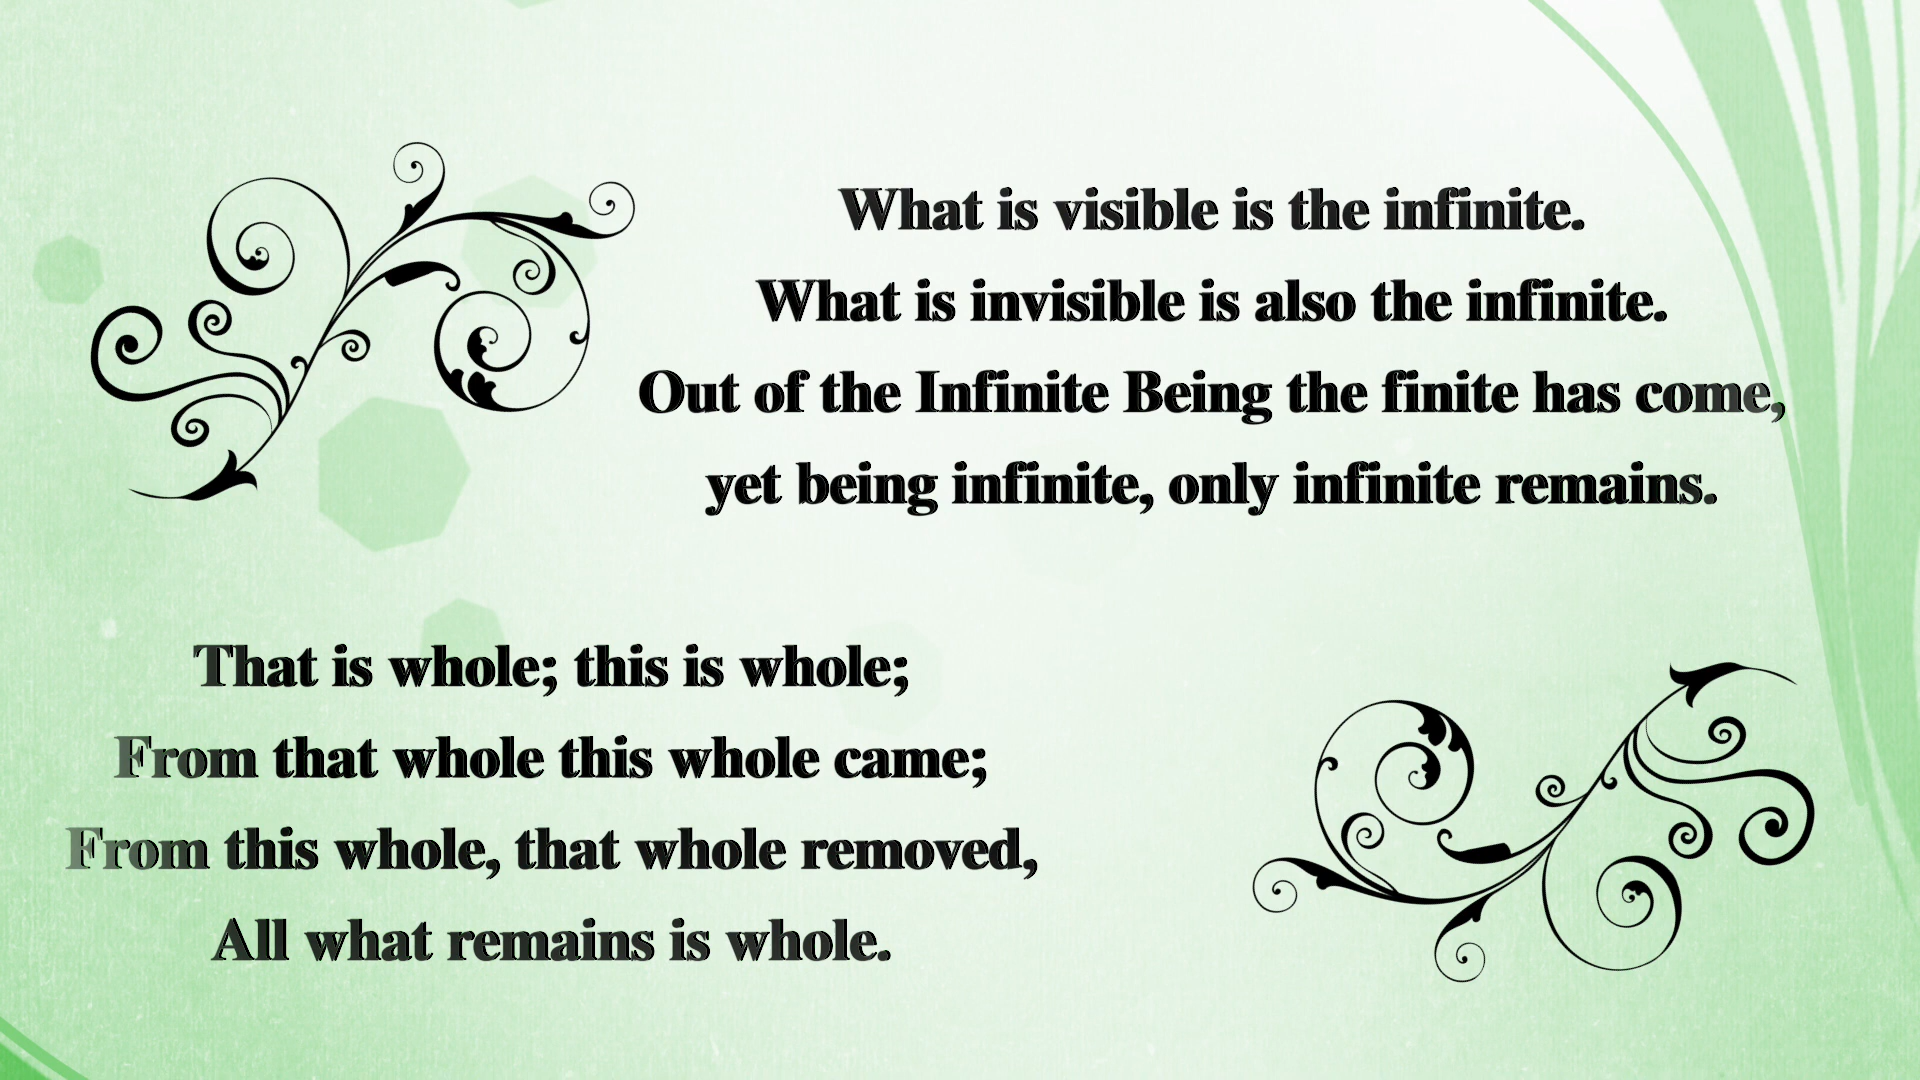 What is visible is the infinite.
What is invisible is also the infinite.
Out of the Infinite Being the finite has come,
yet being infinite, only infinite remains.
That is whole; this is whole;
From that whole this whole came;
From this whole, that whole removed,
All what remains is whole.